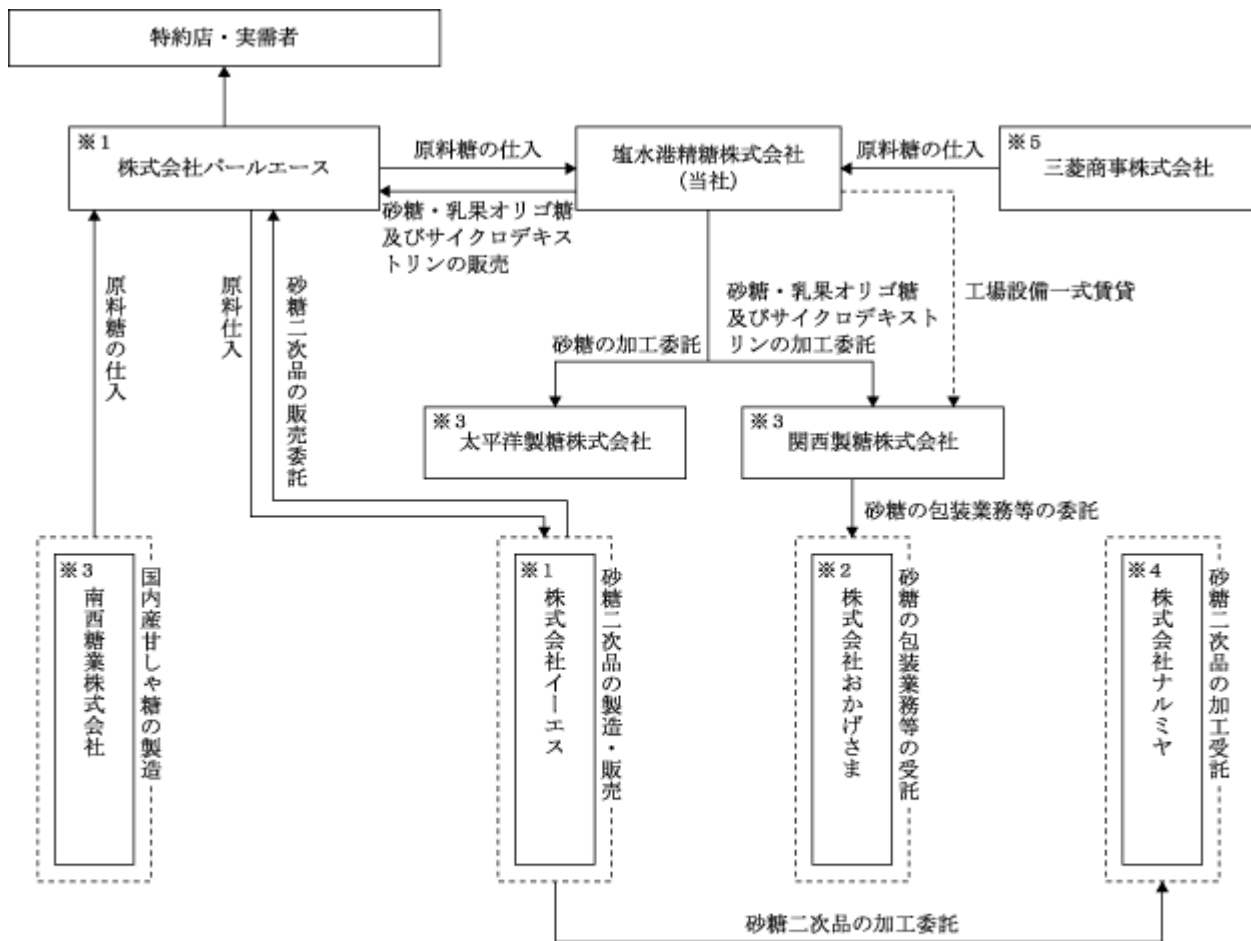 特約店・実需者
※1
株式会社パールエース
原料糖の仕入
塩水港精糖株式会社
(当社)
原料糖の仕入
※5
三菱商事株式会社
砂糖・乳果オリゴ糖
及びサイクロデキス
トリンの販売
原料糖の仕入
原料仕入
砂糖二次品の販売委託
砂糖の加工委託
砂糖・乳果オリゴ糖
及びサイクロデキスト
リンの加工委託
工場設備一式賃貸
※3
太平洋製糖株式会社
※3
関西製糖株式会社
砂糖の包装業務等の委託
※3
南西糖業株式会社
国内産甘しゃ糖の製造
※1
株式会社イーエス
砂糖二次品の製造・販売
※2
株式会社おかげさま
砂糖の包装業務等の受託
※4
株式会社ナルミヤ
砂糖二次品の加工受託
砂糖二次品の加工委託